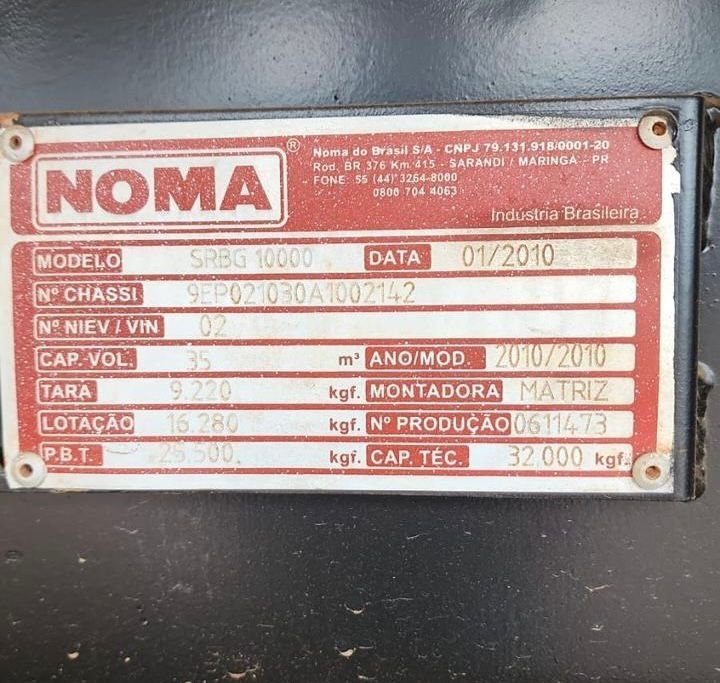 NOMA®
Noma do Brasil S/A - CNPJ 79.131.918/0001-20
Rod. BR 376 Km 415 - SARANDI / MARINGA - PR
FONE: 55 (44) 3264-8000
0800 704 4063
Indústria Brasileira
MODELO SRBG 10000 DATA 01/2010
Nº CHASSI 9EP021030A1002142
Nº NIEV / VIN 02
CAP. VOL. 35 m³ ANO/MOD. 2010/2010
TARA 9.220 kgf. MONTADORA MATRIZ
LOTAÇÃO 16.280 kgf. Nº PRODUÇÃO 0611473
P.B.T. 25.500 kgf. CAP. TÉC. 32.000 kgf.